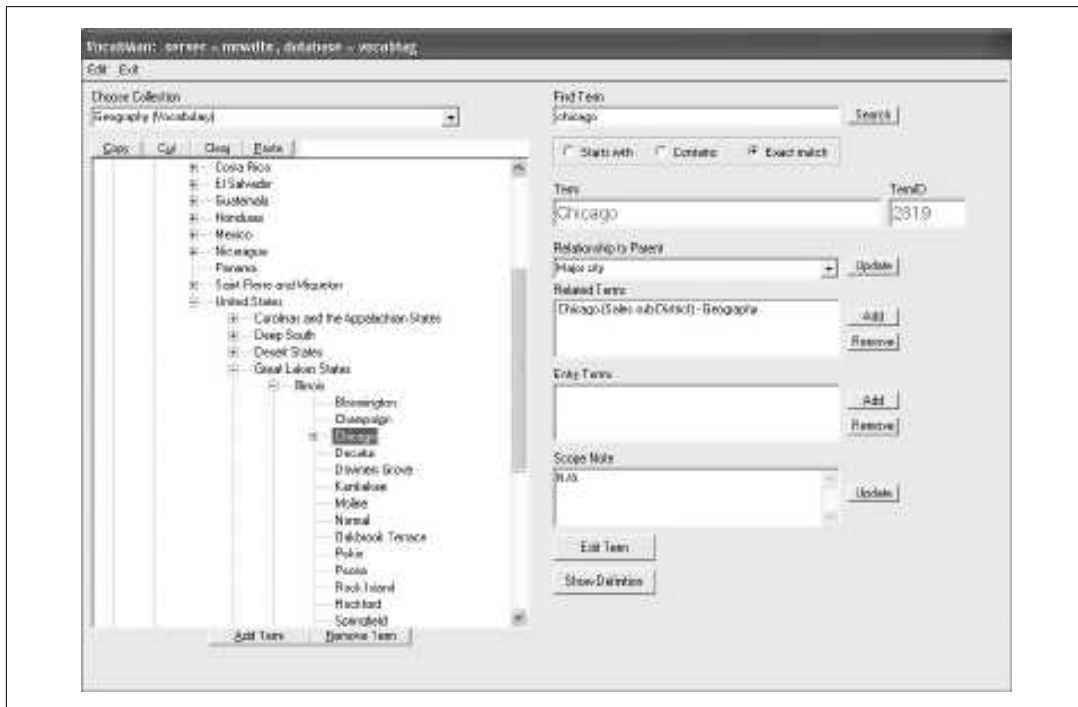 VocabMan: server = , database = vocabtag
Edit Exit
Choose Collection
Geography (Vocabulary)
Copy Cut Clear Paste
Costa Rica
El Salvador
Guatemala
Honduras
Mexico
Nicaragua
Panama
Saint Pierre and Miquelon
United States
Carolinas and the Appalachian States
Deep South
Desert States
Great Lakes States
Illinois
Bloomington
Champaign
Chicago
Decatur
Downers Grove
Kankakee
Moline
Normal
Oakbrook Terrace
Pekin
Peoria
Rock Island
Rockford
Springfield
Add Term Remove Term
Find Term
chicago Search
Starts with Contains Exact match
Term TermID
Chicago 2819
Relationship to Parent
Major city Update
Related Terms
Chicago (Sales sub District) - Geography
Add
Remove
Entry Terms
Add
Remove
Scope Note
N/A
Update
Edit Term
Show Definition